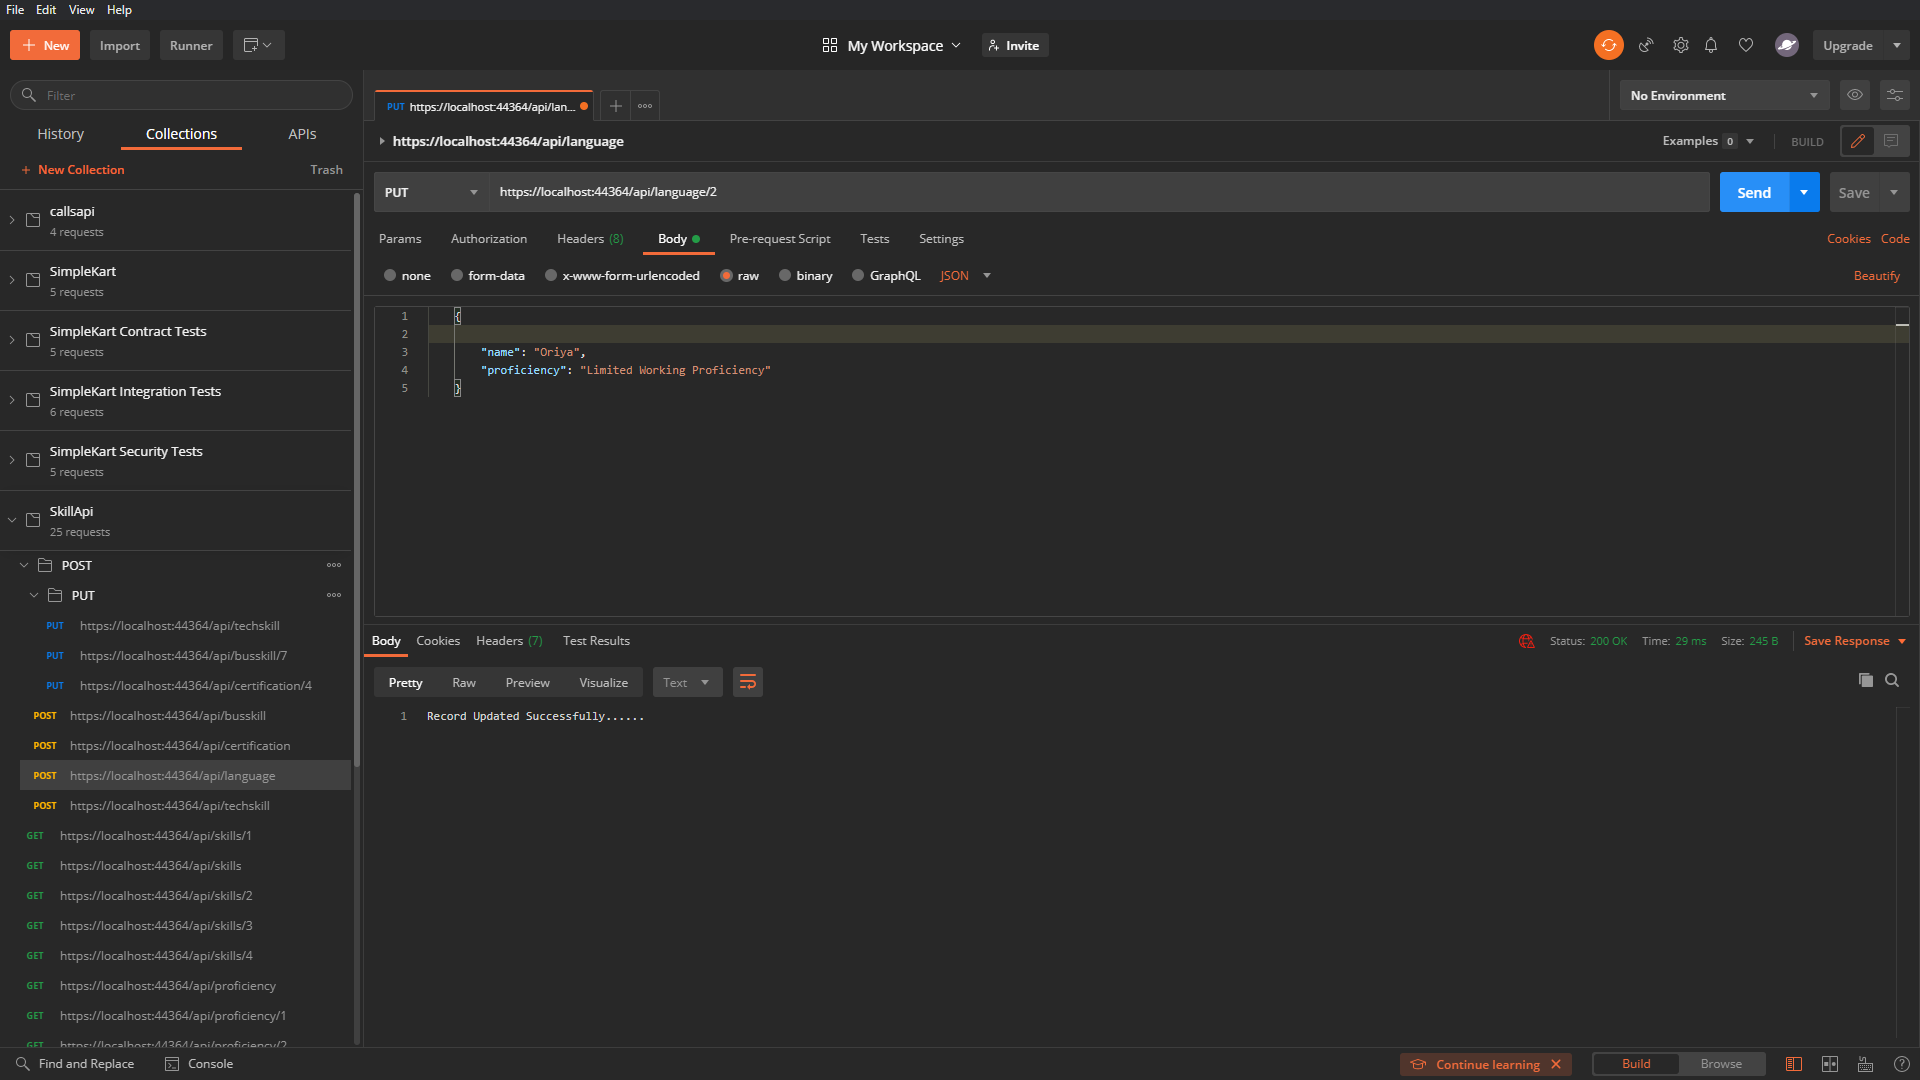 File Edit View Help
New Import Runner My Workspace Invite Upgrade
Filter
History Collections APIs
New Collection Trash
callsapi
4 requests
SimpleKart
5 requests
SimpleKart Contract Tests
5 requests
SimpleKart Integration Tests
6 requests
SimpleKart Security Tests
5 requests
SkillApi
25 requests
POST
PUT
PUT https://localhost:44364/api/techskill
PUT https://localhost:44364/api/busskill/7
PUT https://localhost:44364/api/certification/4
POST https://localhost:44364/api/busskill
POST https://localhost:44364/api/certification
POST https://localhost:44364/api/language
POST https://localhost:44364/api/techskill
GET https://localhost:44364/api/skills/1
GET https://localhost:44364/api/skills
GET https://localhost:44364/api/skills/2
GET https://localhost:44364/api/skills/3
GET https://localhost:44364/api/skills/4
GET https://localhost:44364/api/proficiency
GET https://localhost:44364/api/proficiency/1
GET https://localhost:44364/api/proficiency/2
PUT https://localhost:44364/api/lan... No Environment
https://localhost:44364/api/language Examples 0 BUILD
PUT https://localhost:44364/api/language/2 Send Save
Params Authorization Headers (8) Body Pre-request Script Tests Settings Cookies Code
none form-data x-www-form-urlencoded raw binary GraphQL JSON Beautify
1 {
2
3 "name": "Oriya",
4 "proficiency": "Limited Working Proficiency"
5 }
Body Cookies Headers (7) Test Results Status: 200 OK Time: 29 ms Size: 245 B Save Response
Pretty Raw Preview Visualize Text
1 Record Updated Successfully......
Find and Replace Console Continue learning Build Browse